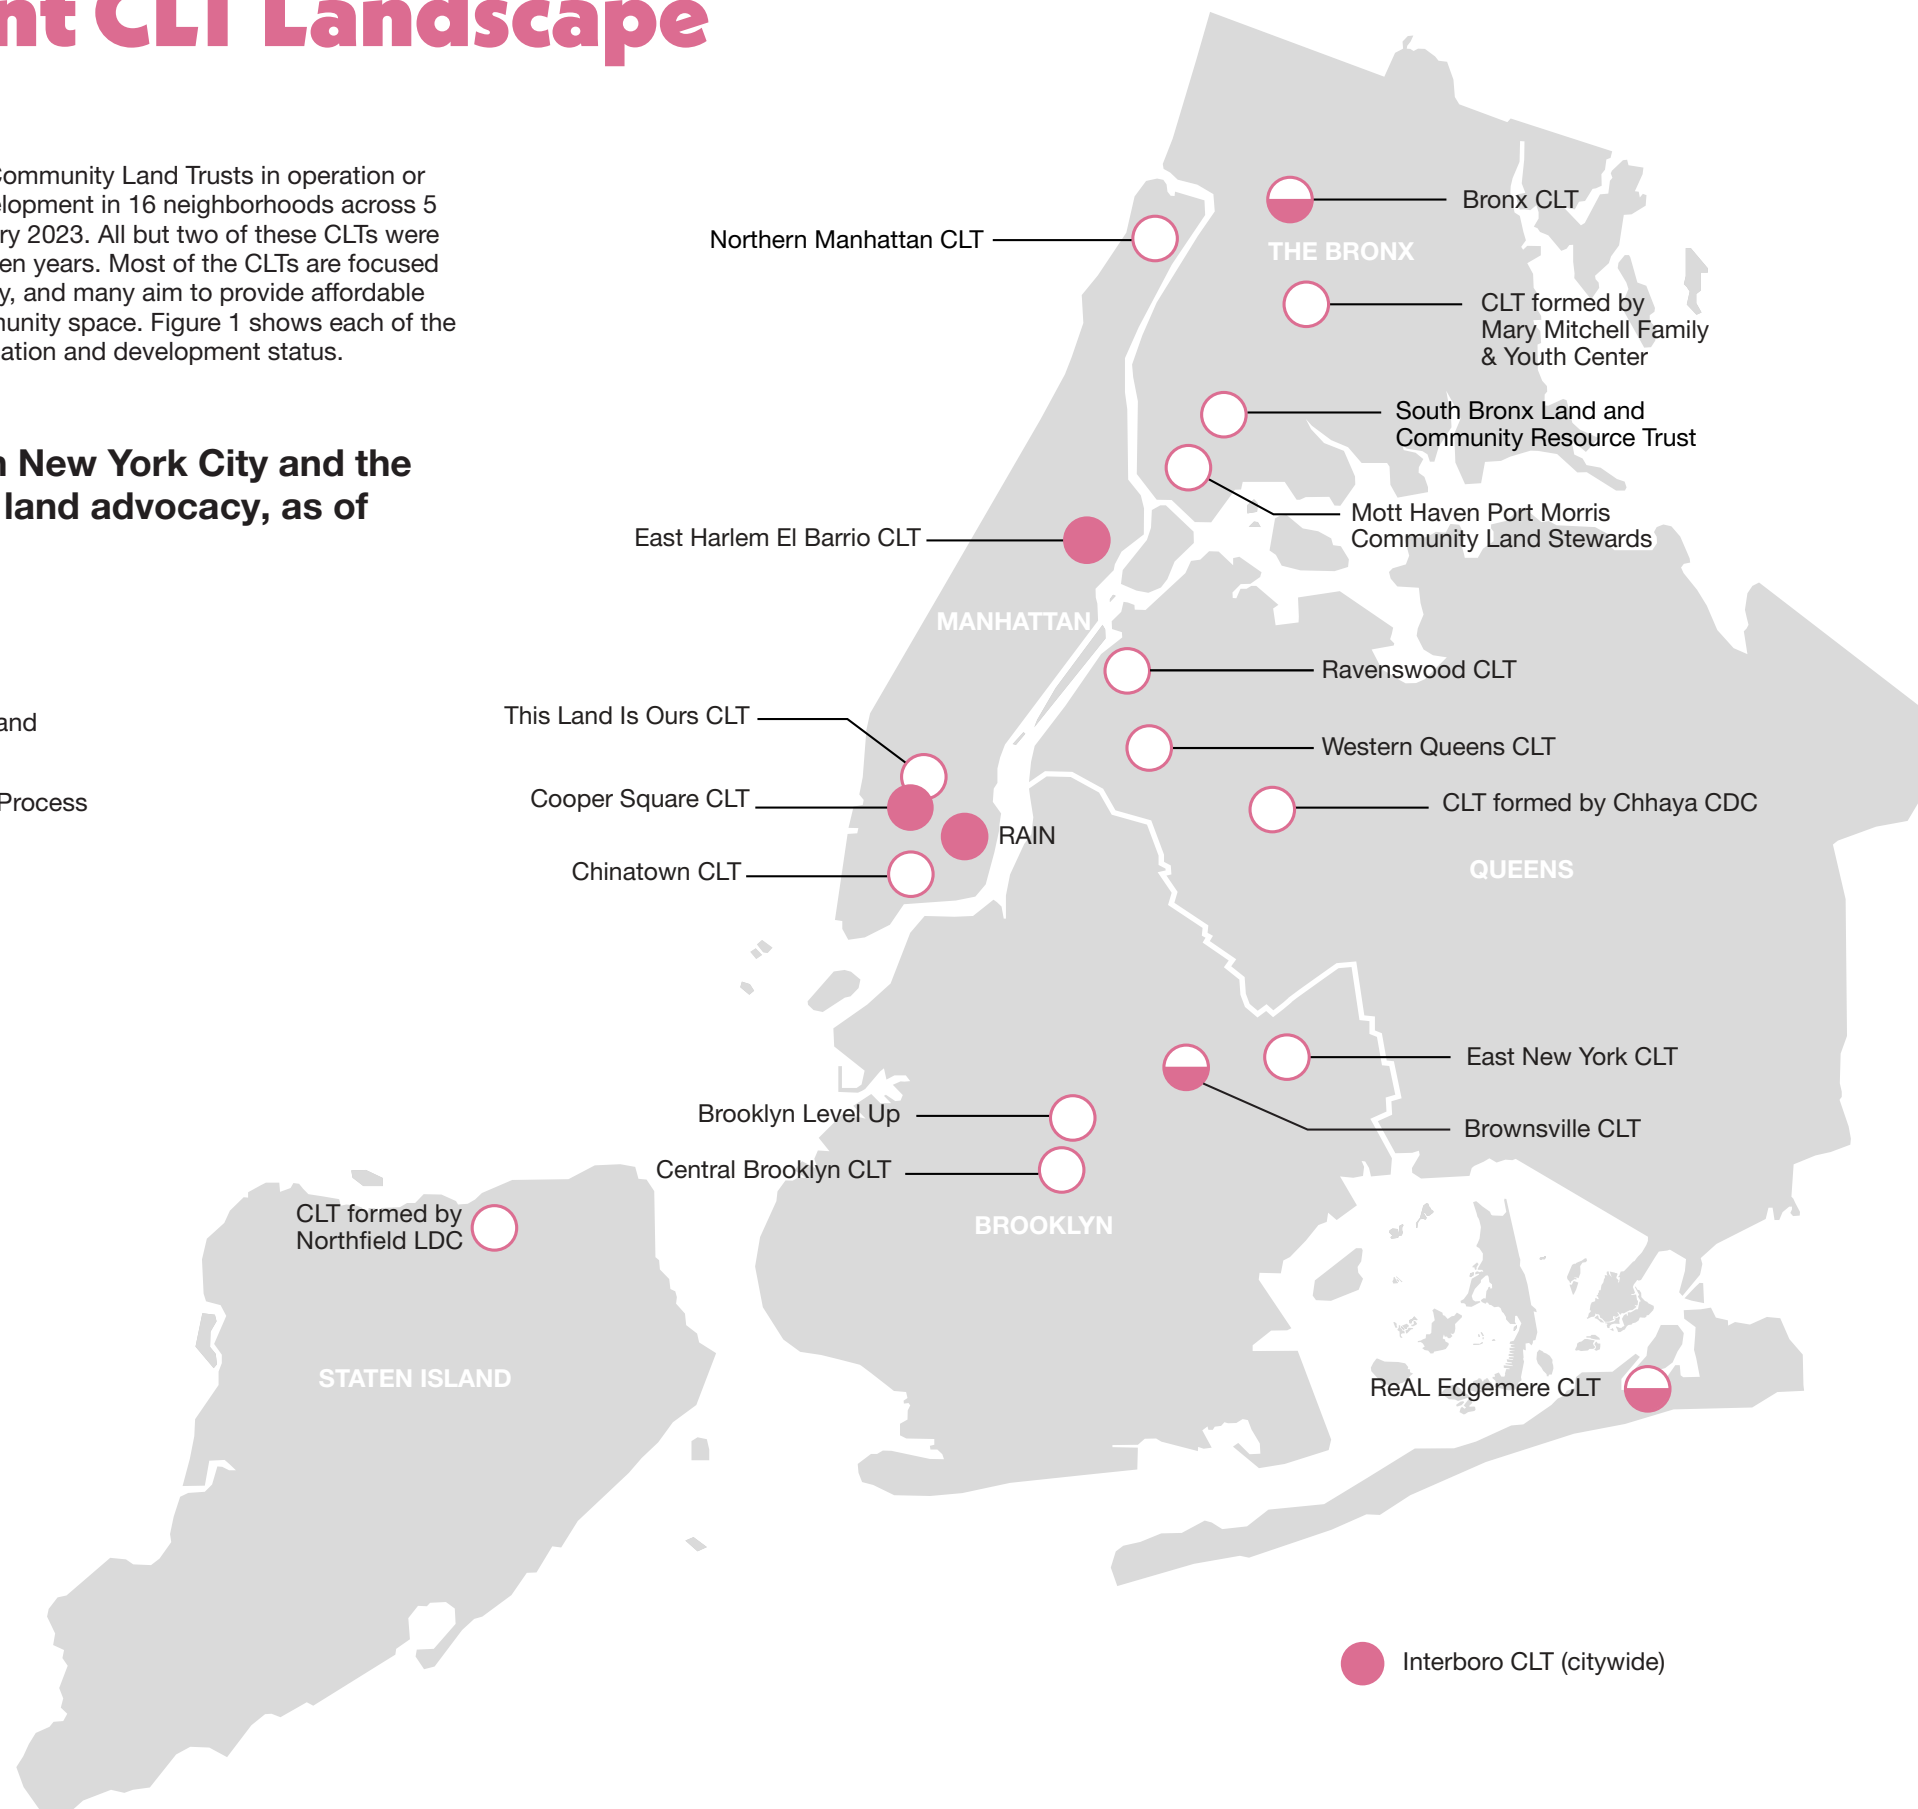 nt CLT Landscape
Community Land Trusts in operation or
elopment in 16 neighborhoods across 5
ry 2023. All but two of these CLTs were
en years. Most of the CLTs are focused
y, and many aim to provide affordable
munity space. Figure 1 shows each of the
ation and development status.
n New York City and the
land advocacy, as of
and
Process
Northern Manhattan CLT
Bronx CLT
THE BRONX
CLT formed by
Mary Mitchell Family
& Youth Center
South Bronx Land and
Community Resource Trust
Mott Haven Port Morris
Community Land Stewards
East Harlem El Barrio CLT
MANHATTAN
Ravenswood CLT
This Land Is Ours CLT
Western Queens CLT
Cooper Square CLT
CLT formed by Chhaya CDC
RAIN
Chinatown CLT
QUEENS
East New York CLT
Brooklyn Level Up
Brownsville CLT
Central Brooklyn CLT
BROOKLYN
CLT formed by
Northfield LDC
STATEN ISLAND
ReAL Edgemere CLT
Interboro CLT (citywide)